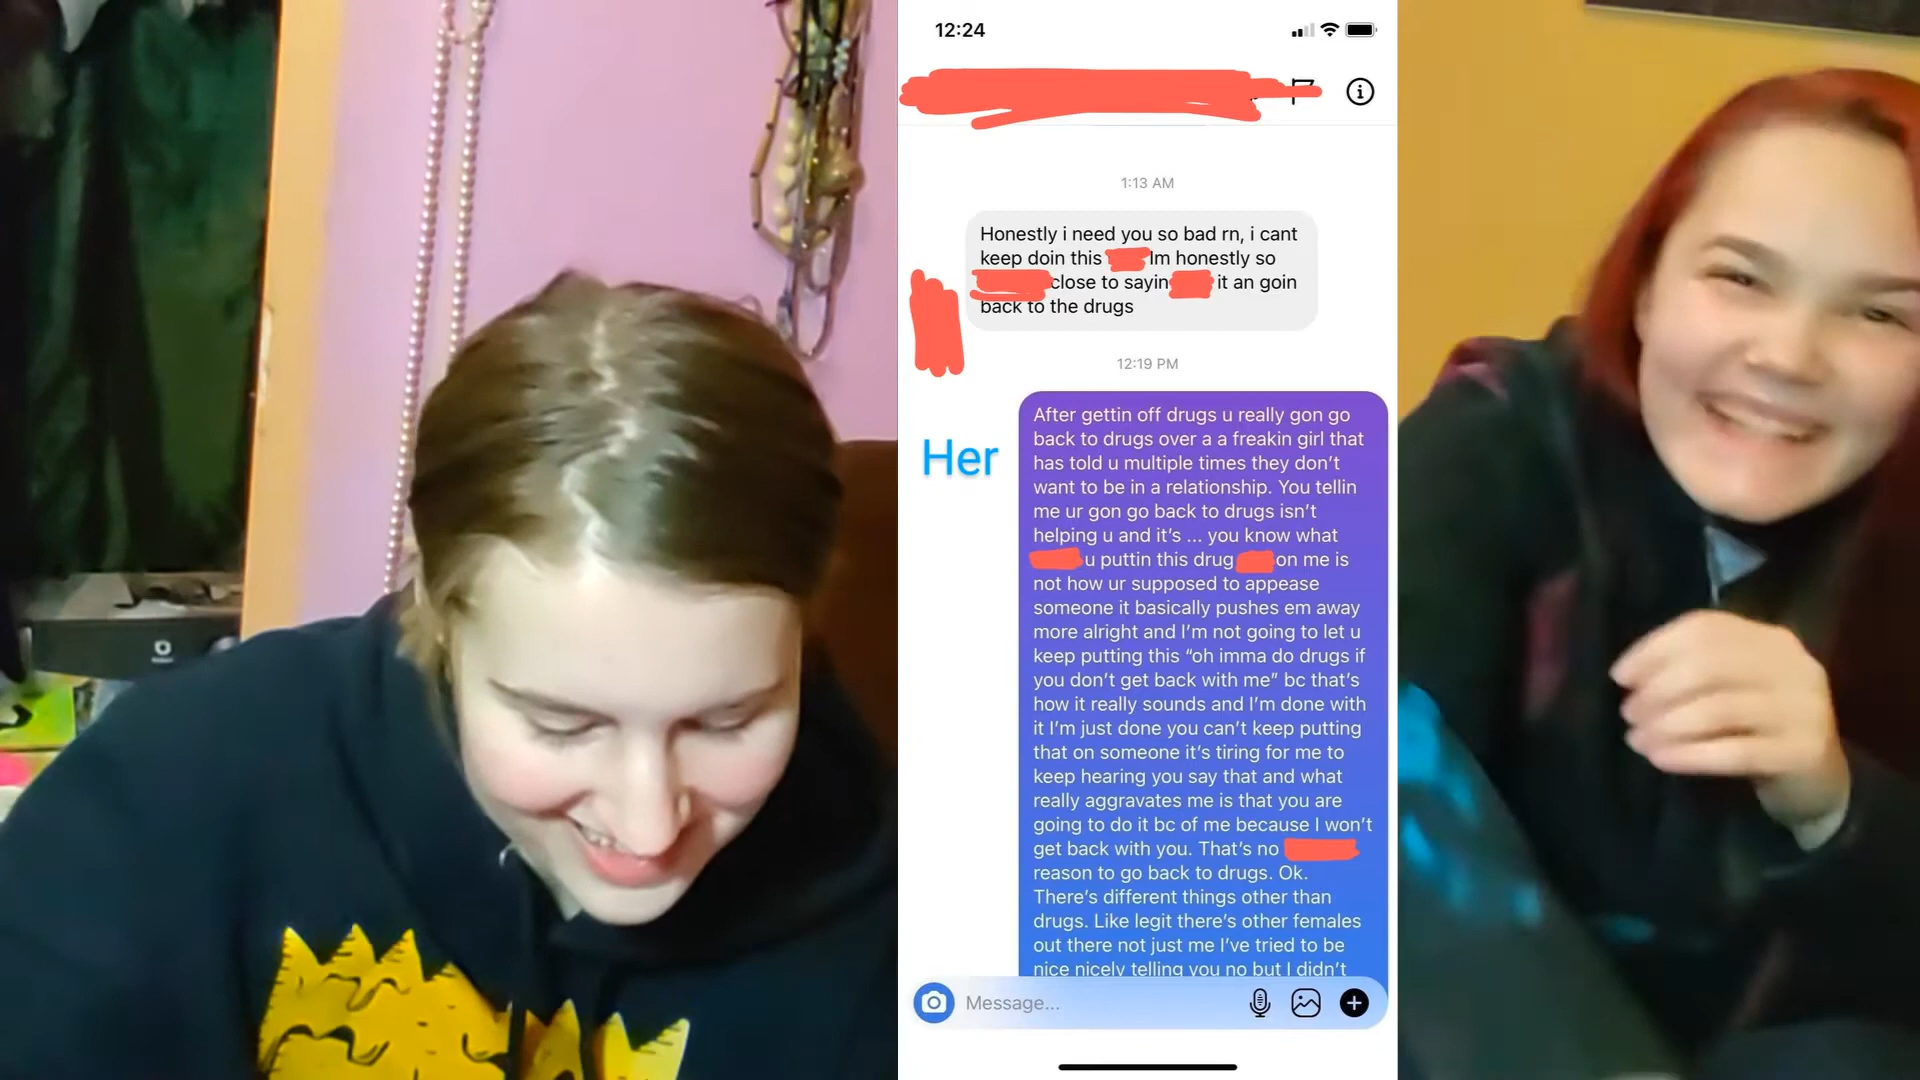 12:24
1:13 AM
Honestly i need you so bad rn, i cant
keep doin this Im honestly so
close to sayin it an goin
back to the drugs
12:19 PM
Her
After gettin off drugs u really gon go
back to drugs over a a freakin girl that
has told u multiple times they don't
want to be in a relationship. You tellin
me ur gon go back to drugs isn't
helping u and it's ... you know what
u puttin this drug on me is
not how ur supposed to appease
someone it basically pushes em away
more alright and I'm not going to let u
keep putting this “oh imma do drugs if
you don't get back with me” bc that's
how it really sounds and I'm done with
it I'm just done you can't keep putting
that on someone it's tiring for me to
keep hearing you say that and what
really aggravates me is that you are
going to do it bc of me because I won't
get back with you. That's no
reason to go back to drugs. Ok.
There's different things other than
drugs. Like legit there's other females
out there not just me I've tried to be
nice nicely telling you no but I didn't
Message...